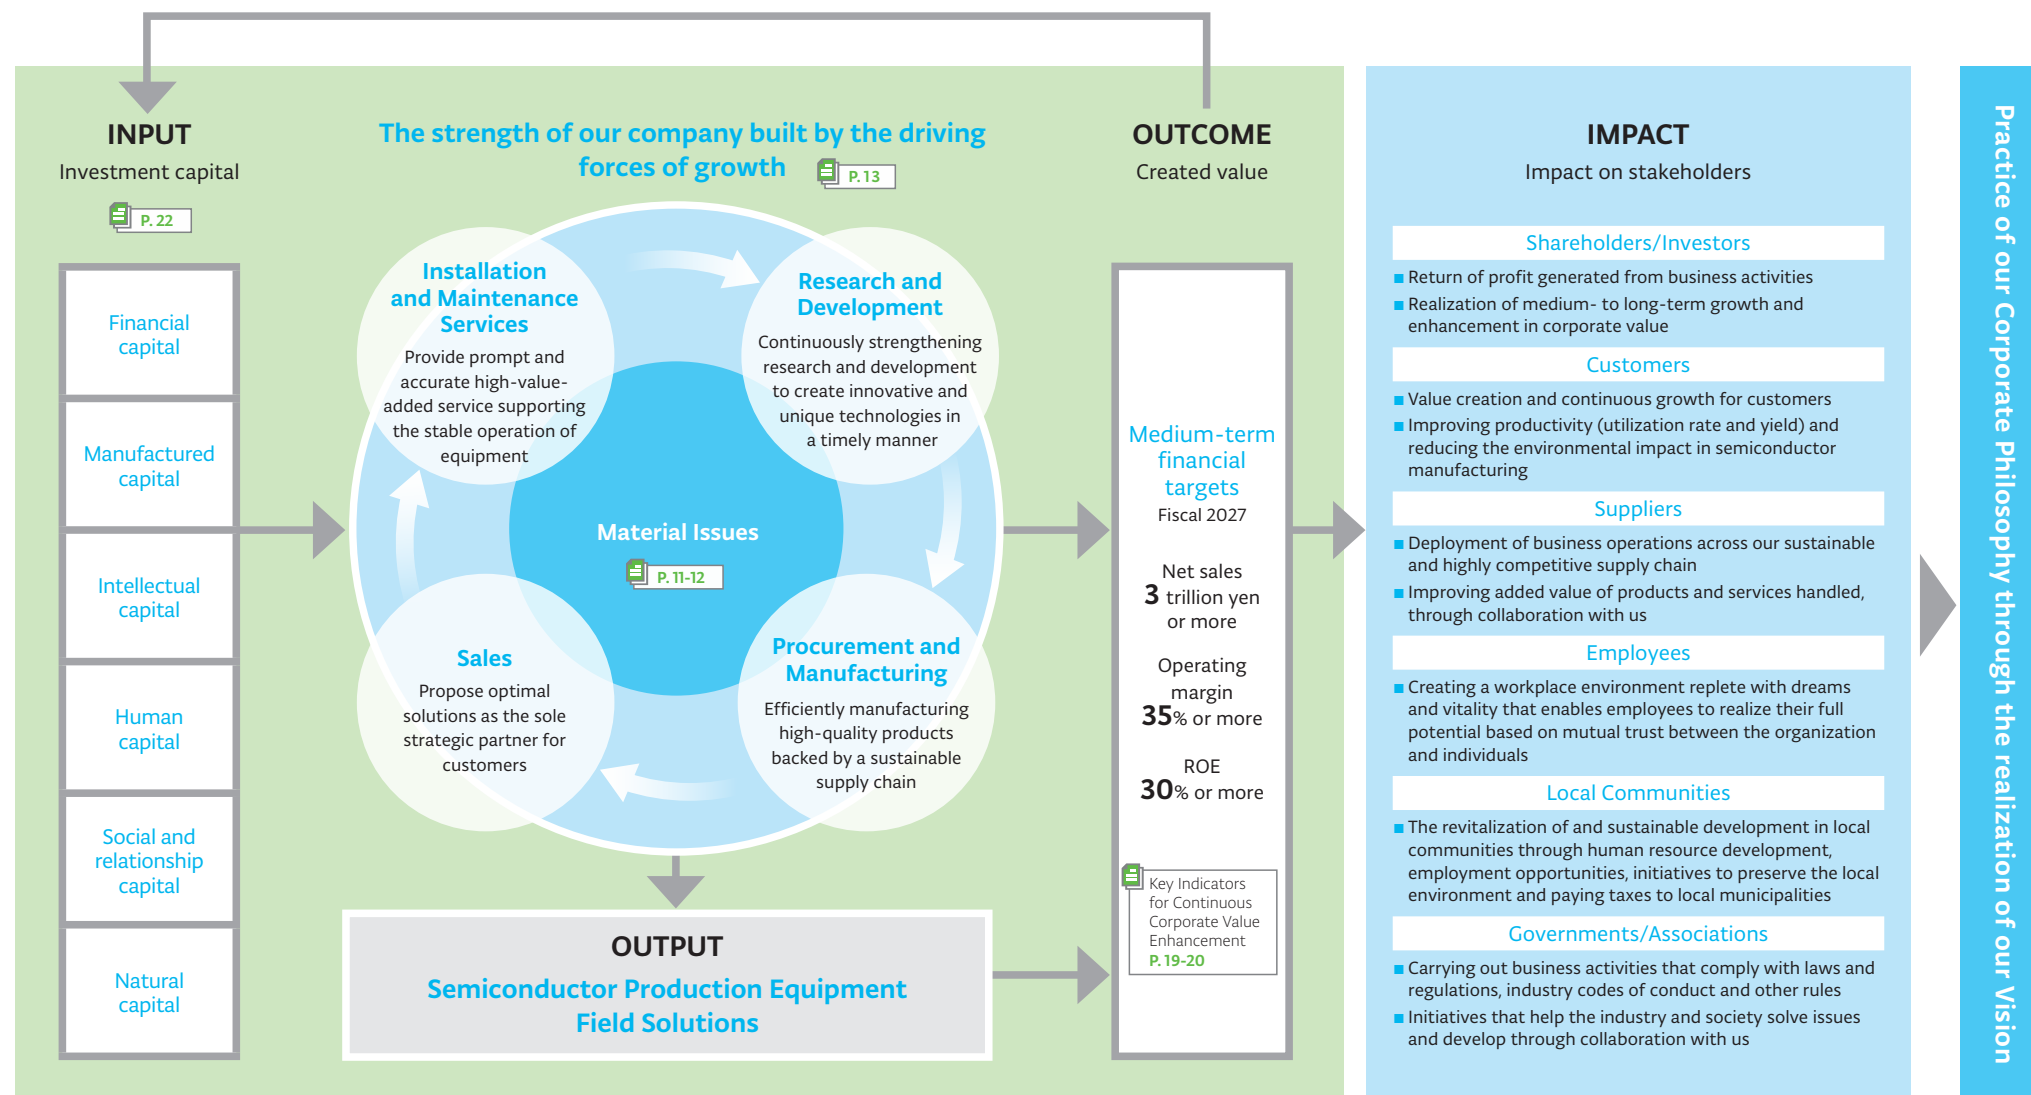 INPUT
Investment capital
P. 22
Financial
capital
Manufactured
capital
Intellectual
capital
Human
capital
Social and
relationship
capital
Natural
capital
The strength of our company built by the driving
forces of growth
P. 13
Installation
and Maintenance
Services
Provide prompt and
accurate high-value-
added service supporting
the stable operation of
equipment
Research and
Development
Continuously strengthening
research and development
to create innovative and
unique technologies in
a timely manner
Material Issues
P. 11-12
Sales
Propose optimal
solutions as the sole
strategic partner for
customers
Procurement and
Manufacturing
Efficiently manufacturing
high-quality products
backed by a sustainable
supply chain
OUTPUT
Semiconductor Production Equipment
Field Solutions
OUTCOME
Created value
Medium-term
financial
targets
Fiscal 2027
Net sales
3 trillion yen
or more
Operating
margin
35% or more
ROE
30% or more
Key Indicators
for Continuous
Corporate Value
Enhancement
P. 19-20
IMPACT
Impact on stakeholders
Shareholders/Investors
■ Return of profit generated from business activities
■ Realization of medium- to long-term growth and
enhancement in corporate value
Customers
■ Value creation and continuous growth for customers
■ Improving productivity (utilization rate and yield) and
reducing the environmental impact in semiconductor
manufacturing
Suppliers
■ Deployment of business operations across our sustainable
and highly competitive supply chain
■ Improving added value of products and services handled,
through collaboration with us
Employees
■ Creating a workplace environment replete with dreams
and vitality that enables employees to realize their full
potential based on mutual trust between the organization
and individuals
Local Communities
■ The revitalization of and sustainable development in local
communities through human resource development,
employment opportunities, initiatives to preserve the local
environment and paying taxes to local municipalities
Governments/Associations
■ Carrying out business activities that comply with laws and
regulations, industry codes of conduct and other rules
■ Initiatives that help the industry and society solve issues
and develop through collaboration with us
Practice of our Corporate Philosophy through the realization of our Vision